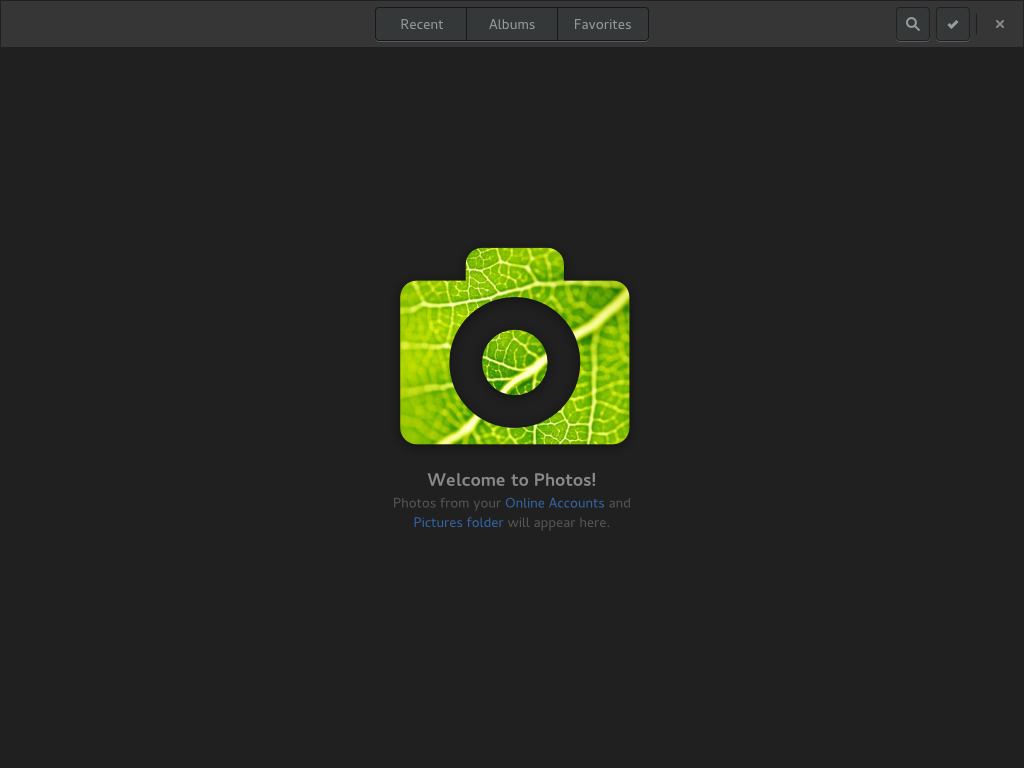 Recent Albums Favorites
Welcome to Photos!
Photos from your Online Accounts and
Pictures folder will appear here.